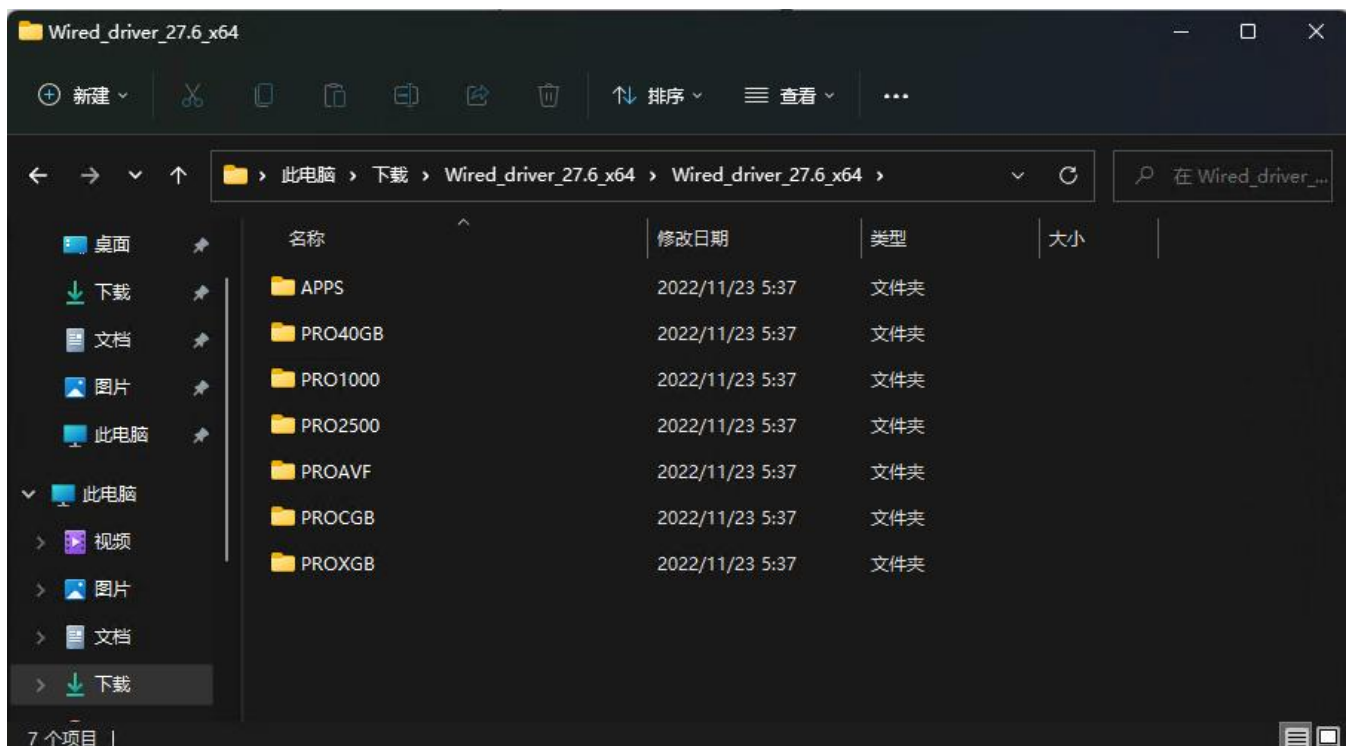 Wired_driver_27.6_x64
新建 排序 查看
此电脑 下载 Wired_driver_27.6_x64 Wired_driver_27.6_x64 在 Wired_driver_...
名称 修改日期 类型 大小
桌面
下载
文档
图片
此电脑
此电脑
视频
图片
文档
下载
APPS 2022/11/23 5:37 文件夹
PRO40GB 2022/11/23 5:37 文件夹
PRO1000 2022/11/23 5:37 文件夹
PRO2500 2022/11/23 5:37 文件夹
PROAVF 2022/11/23 5:37 文件夹
PROCGB 2022/11/23 5:37 文件夹
PROXGB 2022/11/23 5:37 文件夹
7 个项目